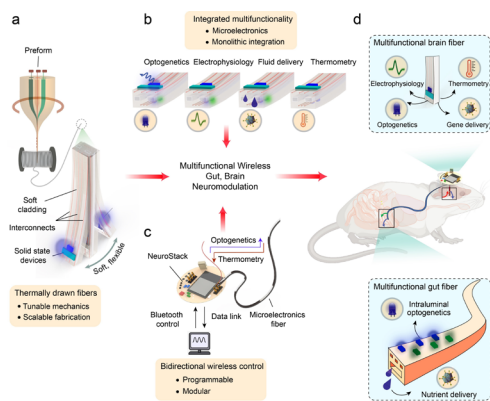 a
Preform
Soft
cladding
Interconnects
Solid state
devices
Soft, flexible
Thermally drawn fibers
• Tunable mechanics
• Scalable fabrication
b
Integrated multifunctionality
• Microelectronics
• Monolithic integration
Optogenetics
Electrophysiology
Fluid delivery
Thermometry
Multifunctional Wireless
Gut, Brain
Neuromodulation
c
Optogenetics
Thermometry
NeuroStack
Bluetooth
control
Data link
Microelectronics
fiber
Bidirectional wireless control
• Programmable
• Modular
d
Multifunctional brain fiber
Electrophysiology
Thermometry
Optogenetics
Gene delivery
Multifunctional gut fiber
Intraluminal
optogenetics
Nutrient delivery